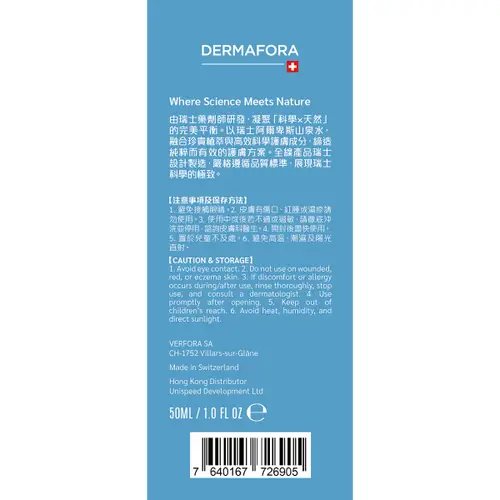 DERMAFORA
Where Science Meets Nature
由瑞士藥劑師研發，凝聚「科學×天然」
的完美平衡。以瑞士阿爾卑斯山泉水，
融合珍貴植萃與高效科學護膚成分，締造
純粹而有效的護膚方案。全線產品瑞士
設計製造，嚴格遵循品質標準，展現瑞士
科學的極致。
【注意事項及保存方法】
1. 避免接觸眼睛。2. 皮膚有傷口、紅腫或濕疹請
勿使用。3. 使用中或後若不適或過敏，請徹底沖
洗並停用，諮詢皮膚科醫生。4. 開封後盡快使用。
5. 置於兒童不及處。6. 避免高溫、潮濕及陽光
直射。
【CAUTION & STORAGE】
1. Avoid eye contact. 2. Do not use on wounded,
red, or eczema skin. 3. If discomfort or allergy
occurs during/after use, rinse thoroughly, stop
use, and consult a dermatologist. 4. Use
promptly after opening. 5. Keep out of
children's reach. 6. Avoid heat, humidity, and
direct sunlight.
VERFORA SA
CH-1752 Villars-sur-Glâne
Made in Switzerland
Hong Kong Distributor
Unispeed Development Ltd
50ML / 1.0 FL OZ ℮
7 640167 726905